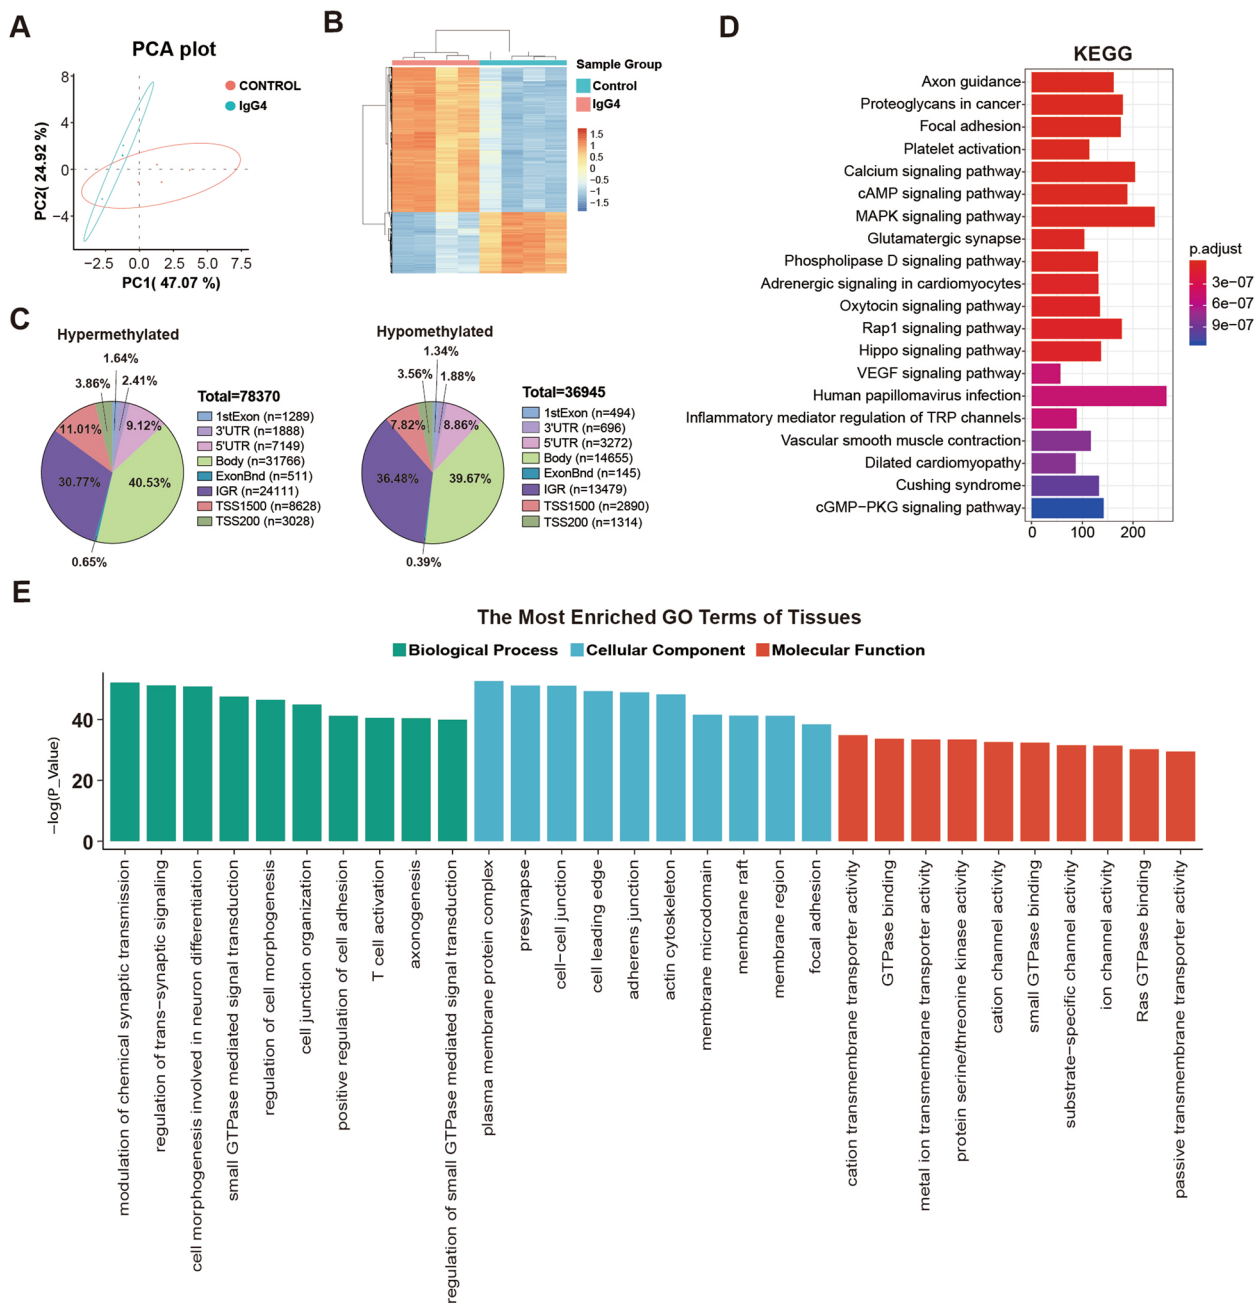 A
PCA plot
CONTROL
IgG4
8
4
0
−4
PC2( 24.92 %)
−2.5 0.0 2.5 5.0 7.5
PC1( 47.07 %)
B
Sample Group
Control
IgG4
1.5
1
0.5
0
−0.5
−1
−1.5
C
Hypermethylated
1.64%
3.86%
2.41%
11.01%
9.12%
30.77%
40.53%
0.65%
Total=78370
1stExon (n=1289)
3'UTR (n=1888)
5'UTR (n=7149)
Body (n=31766)
ExonBnd (n=511)
IGR (n=24111)
TSS1500 (n=8628)
TSS200 (n=3028)
Hypomethylated
1.34%
3.56%
1.88%
7.82%
8.86%
36.48%
39.67%
0.39%
Total=36945
1stExon (n=494)
3'UTR (n=696)
5'UTR (n=3272)
Body (n=14655)
ExonBnd (n=145)
IGR (n=13479)
TSS1500 (n=2890)
TSS200 (n=1314)
D
KEGG
Axon guidance
Proteoglycans in cancer
Focal adhesion
Platelet activation
Calcium signaling pathway
cAMP signaling pathway
MAPK signaling pathway
Glutamatergic synapse
Phospholipase D signaling pathway
Adrenergic signaling in cardiomyocytes
Oxytocin signaling pathway
Rap1 signaling pathway
Hippo signaling pathway
VEGF signaling pathway
Human papillomavirus infection
Inflammatory mediator regulation of TRP channels
Vascular smooth muscle contraction
Dilated cardiomyopathy
Cushing syndrome
cGMP−PKG signaling pathway
0 100 200
p.adjust
3e−07
6e−07
9e−07
E
The Most Enriched GO Terms of Tissues
Biological Process Cellular Component Molecular Function
−log(P_Value)
40
20
0
modulation of chemical synaptic transmission
regulation of trans−synaptic signaling
cell morphogenesis involved in neuron differentiation
small GTPase mediated signal transduction
regulation of cell morphogenesis
cell junction organization
positive regulation of cell adhesion
T cell activation
axonogenesis
regulation of small GTPase mediated signal transduction
plasma membrane protein complex
presynapse
cell−cell junction
cell leading edge
adherens junction
actin cytoskeleton
membrane microdomain
membrane raft
membrane region
focal adhesion
cation transmembrane transporter activity
GTPase binding
metal ion transmembrane transporter activity
protein serine/threonine kinase activity
cation channel activity
small GTPase binding
substrate−specific channel activity
ion channel activity
Ras GTPase binding
passive transmembrane transporter activity